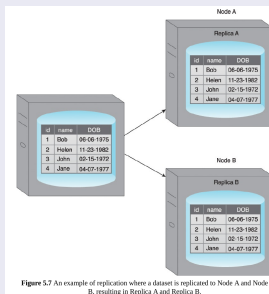 Node A
Replica A
id name DOB
1 Bob 06-06-1975
2 Helen 11-23-1982
3 John 02-15-1972
4 Jane 04-07-1977
id name DOB
1 Bob 06-06-1975
2 Helen 11-23-1982
3 John 02-15-1972
4 Jane 04-07-1977
Node B
Replica B
id name DOB
1 Bob 06-06-1975
2 Helen 11-23-1982
3 John 02-15-1972
4 Jane 04-07-1977
Figure 5.7 An example of replication where a dataset is replicated to Node A and Node
B, resulting in Replica A and Replica B.